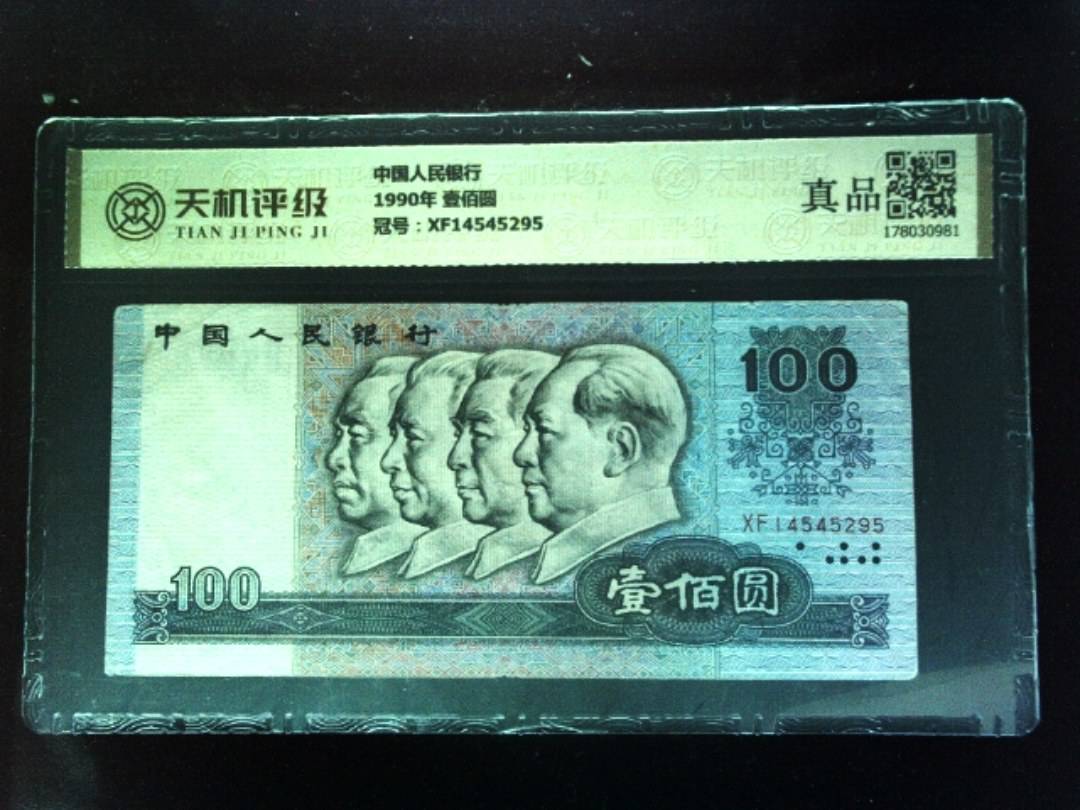 天机评级
TIAN JI PING JI
中国人民银行
1990年 壹佰圆
冠号：XF14545295
真品
178030981
中国人民银行
100
XF14545295
100
壹佰圆